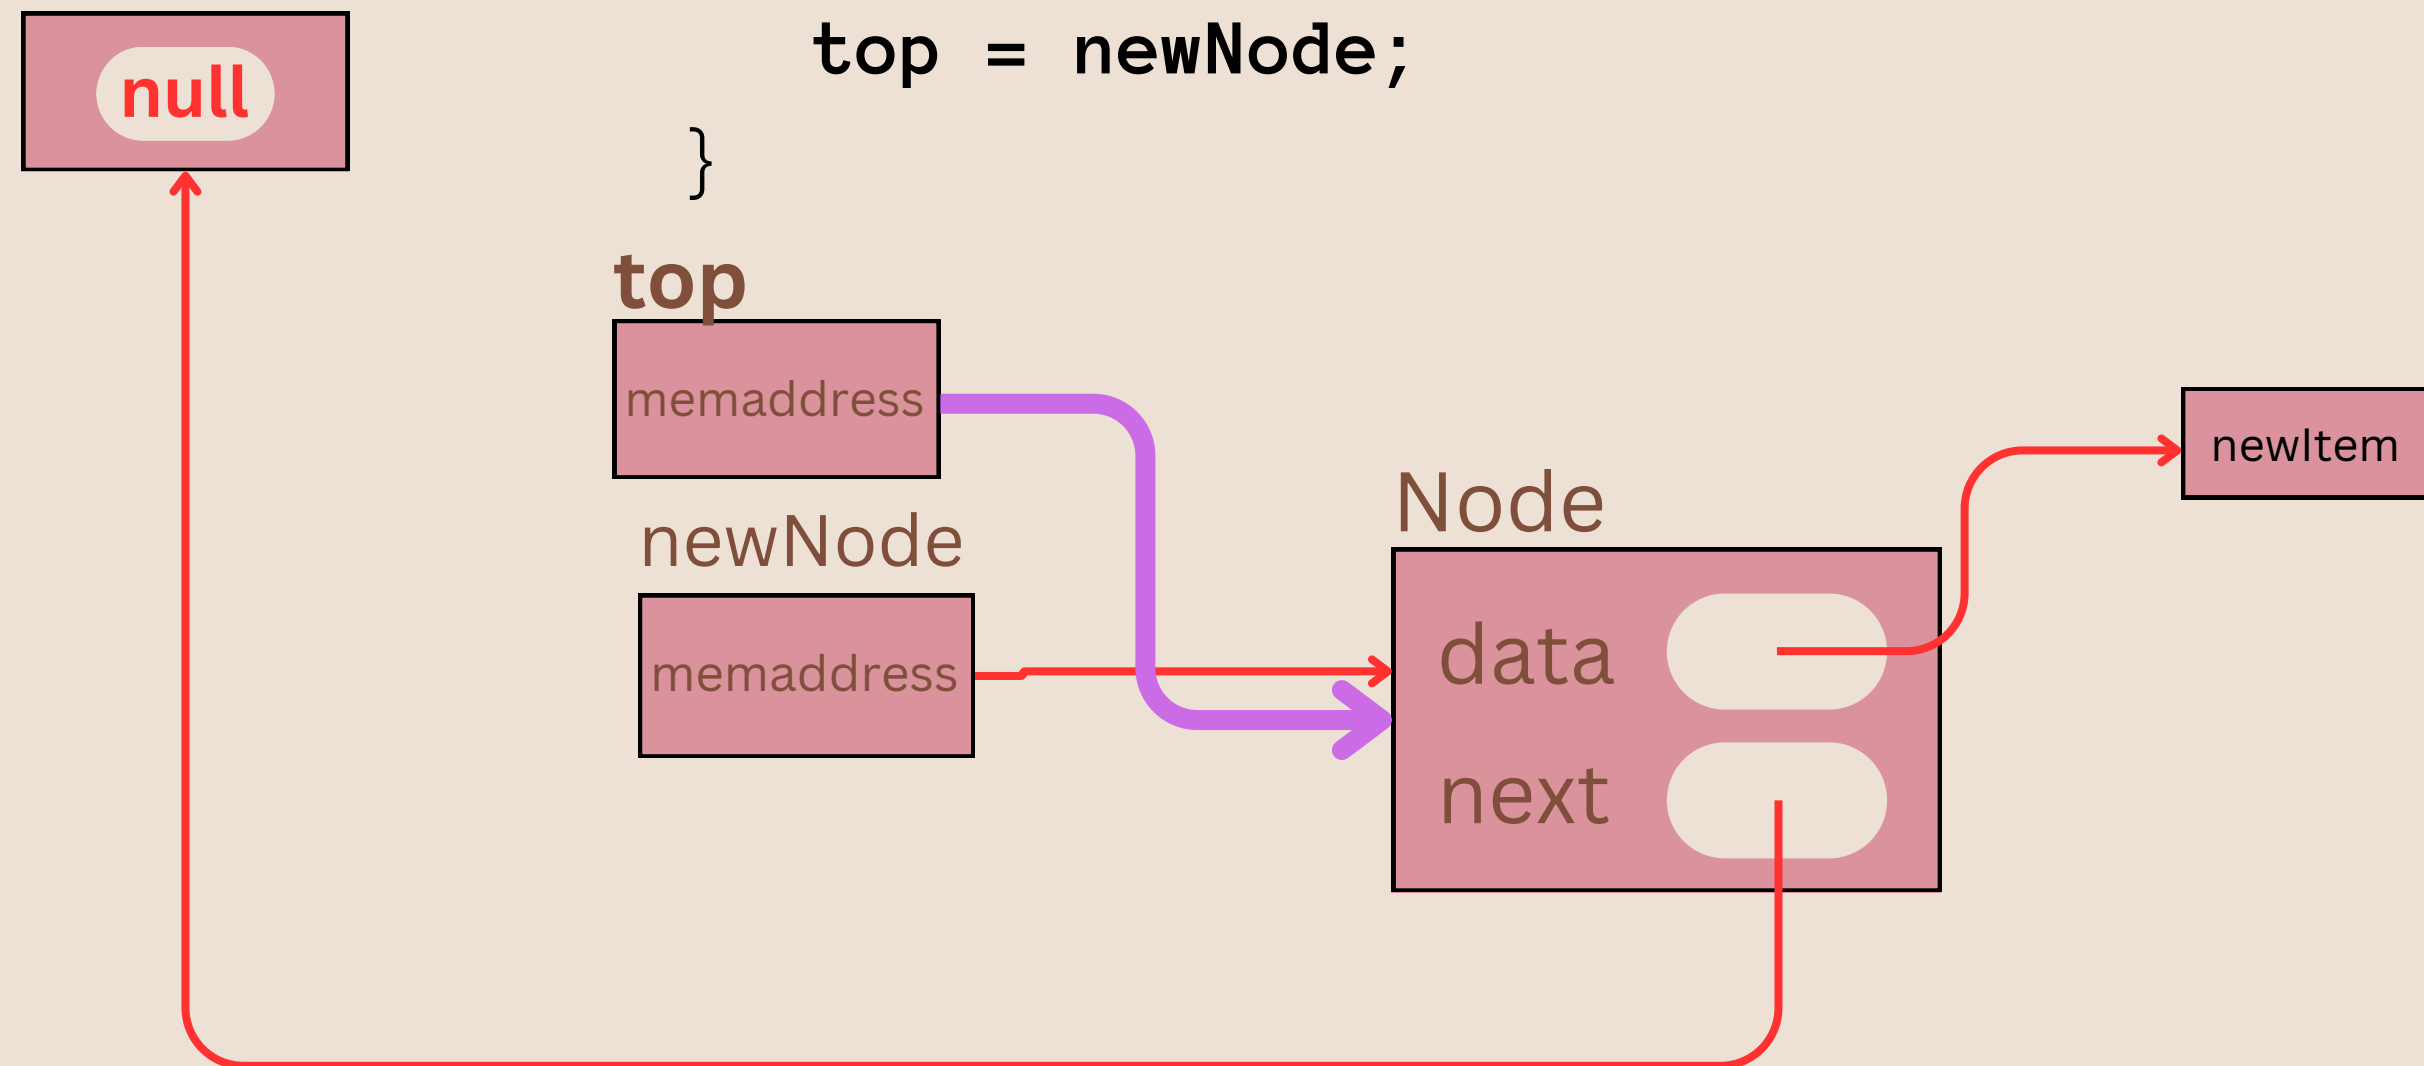 null
top = newNode;
}
top
memaddress
newNode
memaddress
Node
data
next
newItem